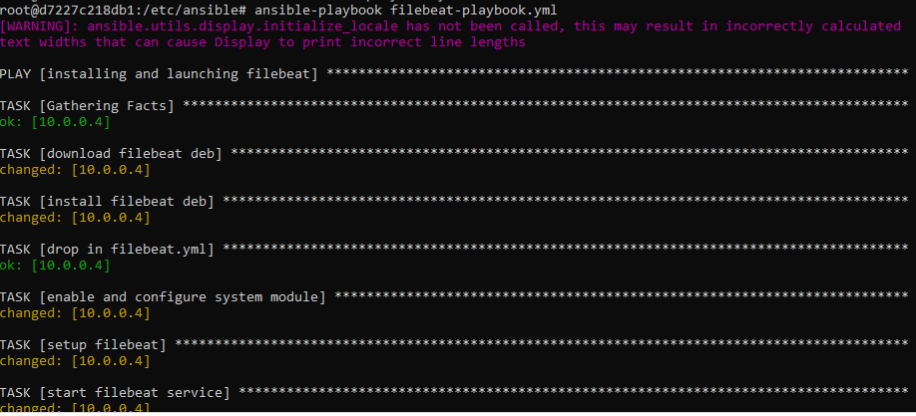 root@d7227c218db1:/etc/ansible# ansible-playbook filebeat-playbook.yml
[WARNING]: ansible.utils.display.initialize_locale has not been called, this may result in incorrectly calculated
text widths that can cause Display to print incorrect line lengths
PLAY [installing and launching filebeat] *************************************************************************
TASK [Gathering Facts] *******************************************************************************************
ok: [10.0.0.4]
TASK [download filebeat deb] *************************************************************************************
changed: [10.0.0.4]
TASK [install filebeat deb] **************************************************************************************
changed: [10.0.0.4]
TASK [drop in filebeat.yml] **************************************************************************************
ok: [10.0.0.4]
TASK [enable and configure system module] ************************************************************************
changed: [10.0.0.4]
TASK [setup filebeat] ********************************************************************************************
changed: [10.0.0.4]
TASK [start filebeat service] ************************************************************************************
changed: [10.0.0.4]